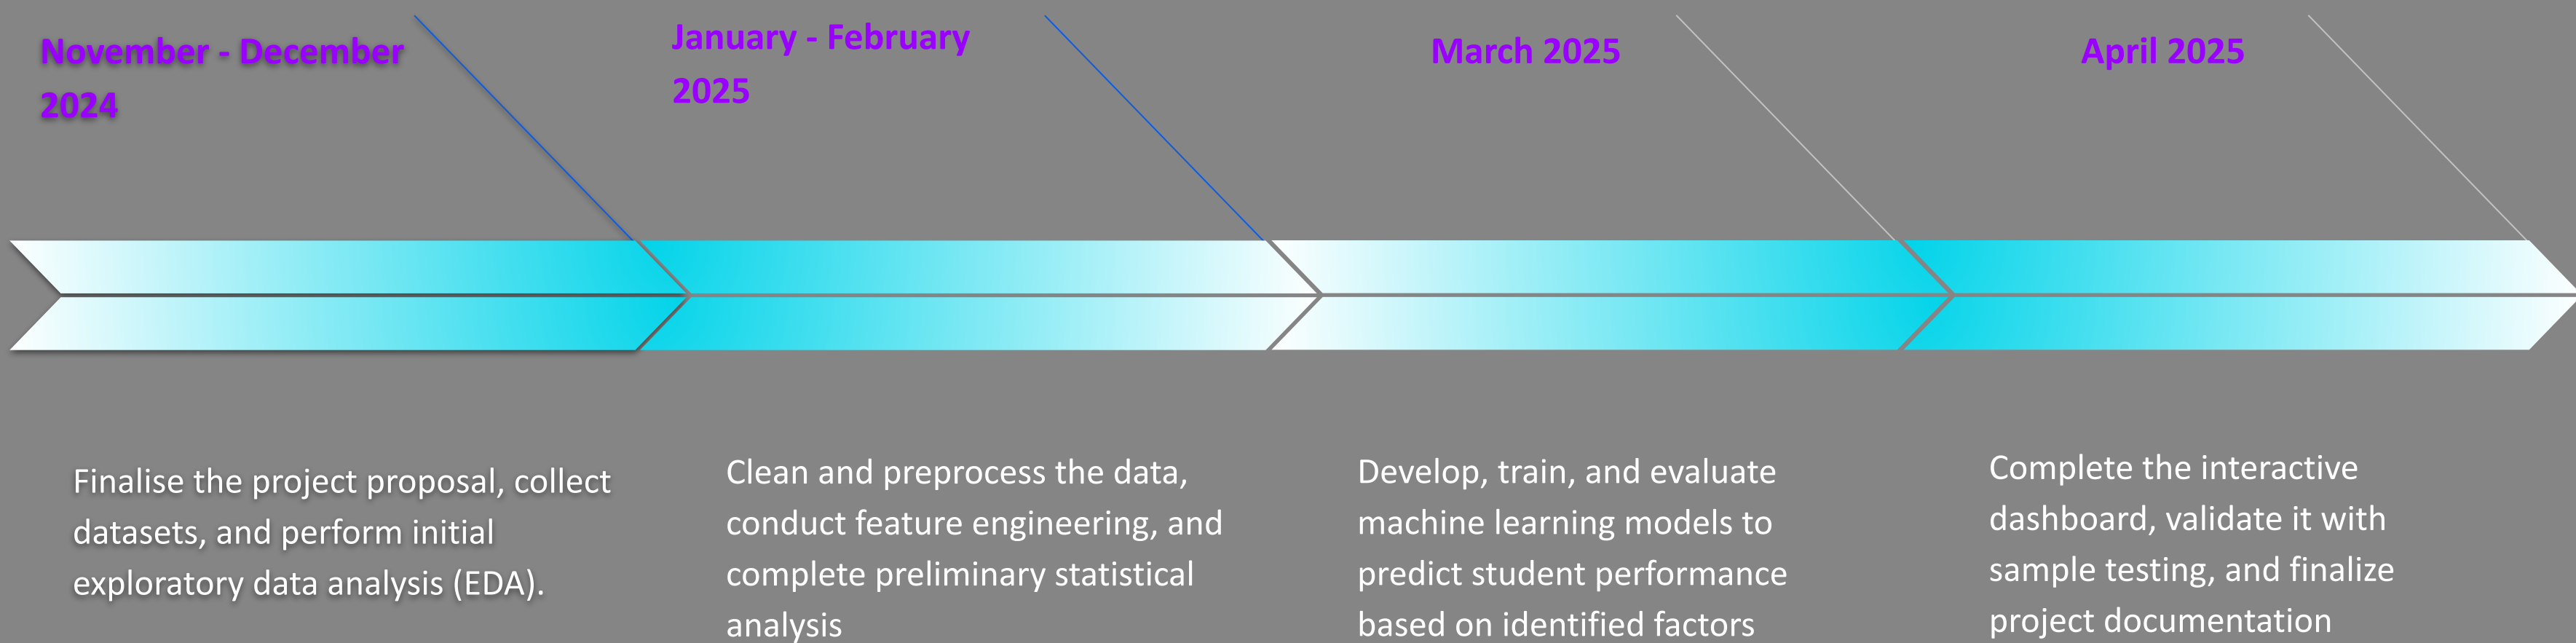 November - December
2024
January - February
2025
March 2025
April 2025
Finalise the project proposal, collect
datasets, and perform initial
exploratory data analysis (EDA).
Clean and preprocess the data,
conduct feature engineering, and
complete preliminary statistical
analysis
Develop, train, and evaluate
machine learning models to
predict student performance
based on identified factors
Complete the interactive
dashboard, validate it with
sample testing, and finalize
project documentation